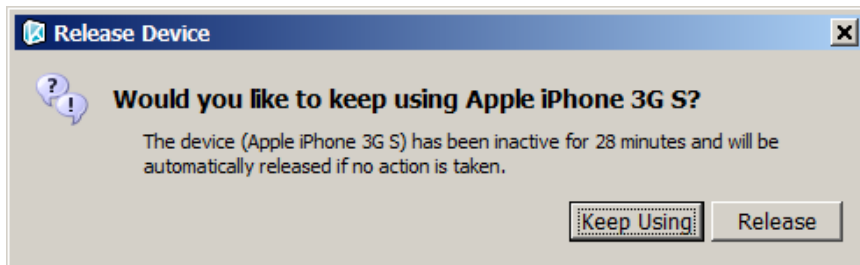 Release Device
Would you like to keep using Apple iPhone 3G S?
The device (Apple iPhone 3G S) has been inactive for 28 minutes and will be
automatically released if no action is taken.
Keep Using
Release